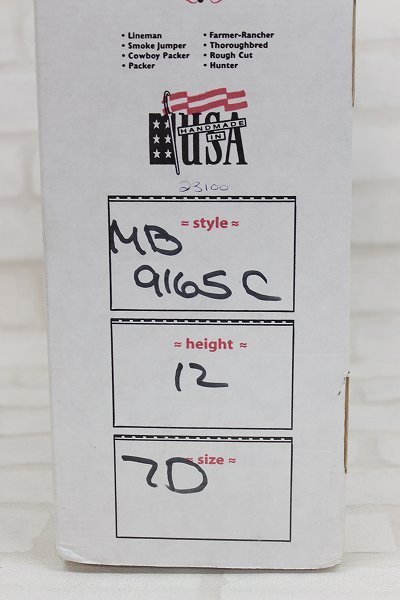 • Lineman
• Smoke Jumper
• Cowboy Packer
• Packer
• Farmer-Rancher
• Thoroughbred
• Rough Cut
• Hunter
HANDMADE
IN
USA
23100
≈ style ≈
MB
9165C
≈ height ≈
12
≈ size ≈
7D